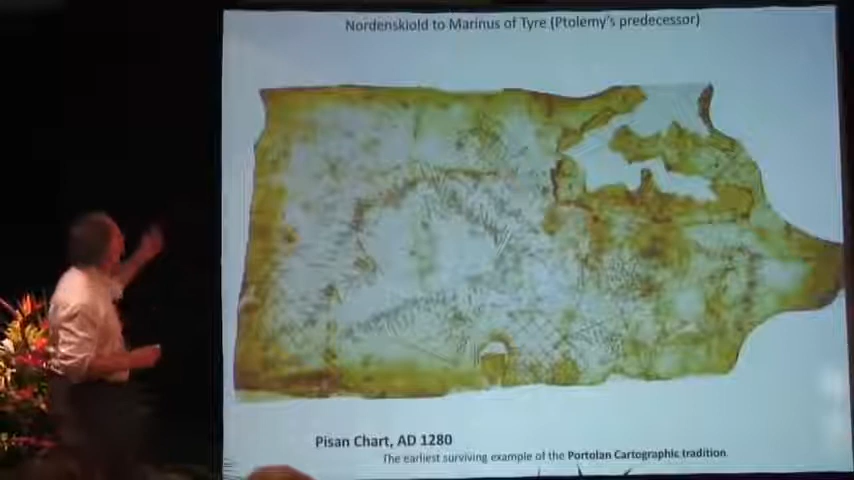 Nordenskiold to Marinus of Tyre (Ptolemy's predecessor)
Pisan Chart, AD 1280
The earliest surviving example of the Portolan Cartographic tradition.